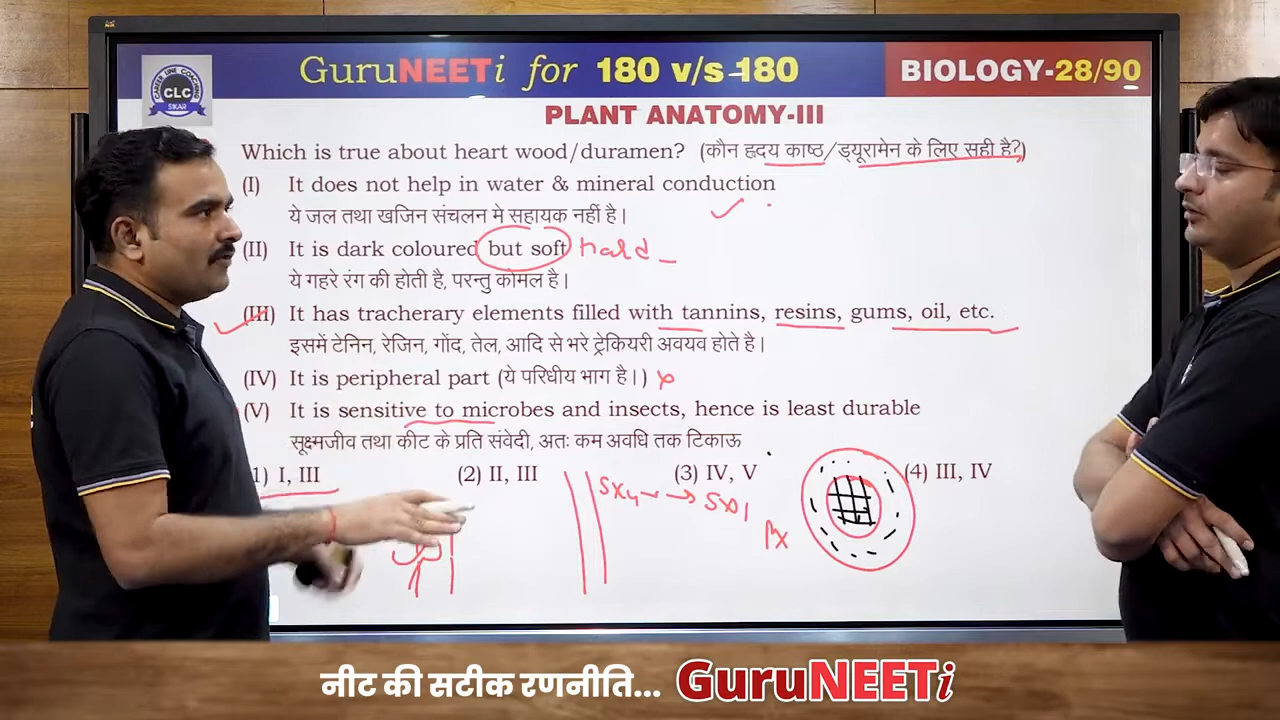 CAREER LINE COACHING
CLC
SIKAR
GuruNEETi for 180 v/s 180
BIOLOGY-28/90
PLANT ANATOMY-III
Which is true about heart wood/duramen? (कौन हृदय काष्ठ/ड्यूरामेन के लिए सही है?)
(I) It does not help in water & mineral conduction
ये जल तथा खजिन संचलन मे सहायक नहीं है।
(II) It is dark coloured but soft hard
ये गहरे रंग की होती है, परन्तु कोमल है।
(III) It has tracherary elements filled with tannins, resins, gums, oil, etc.
इसमें टेनिन, रेजिन, गोंद, तेल, आदि से भरे ट्रेकियरी अवयव होते है।
(IV) It is peripheral part (ये परिधीय भाग है।)
(V) It is sensitive to microbes and insects, hence is least durable
सूक्ष्मजीव तथा कीट के प्रति संवेदी, अतः कम अवधि तक टिकाऊ
1) I, III (2) II, III (3) IV, V (4) III, IV
नीट की सटीक रणनीति... GuruNEETi